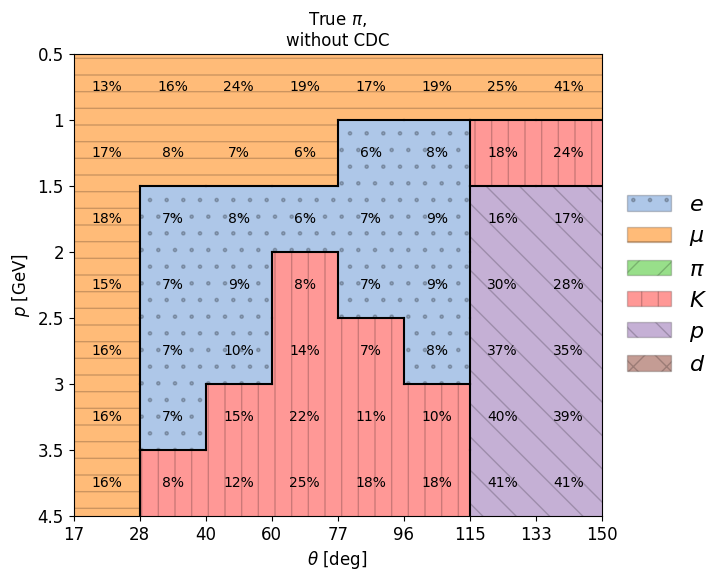 True π,
without CDC
0.5
13% 16% 24% 19% 17% 19% 25% 41%
1
17% 8% 7% 6% 6% 8% 18% 24%
1.5
18% 7% 8% 6% 7% 9% 16% 17%
2
15% 7% 9% 8% 7% 9% 30% 28%
2.5
16% 7% 10% 14% 7% 8% 37% 35%
3
16% 7% 15% 22% 11% 10% 40% 39%
3.5
16% 8% 12% 25% 18% 18% 41% 41%
4.5
p [GeV]
17 28 40 60 77 96 115 133 150
θ [deg]
e
μ
π
K
p
d